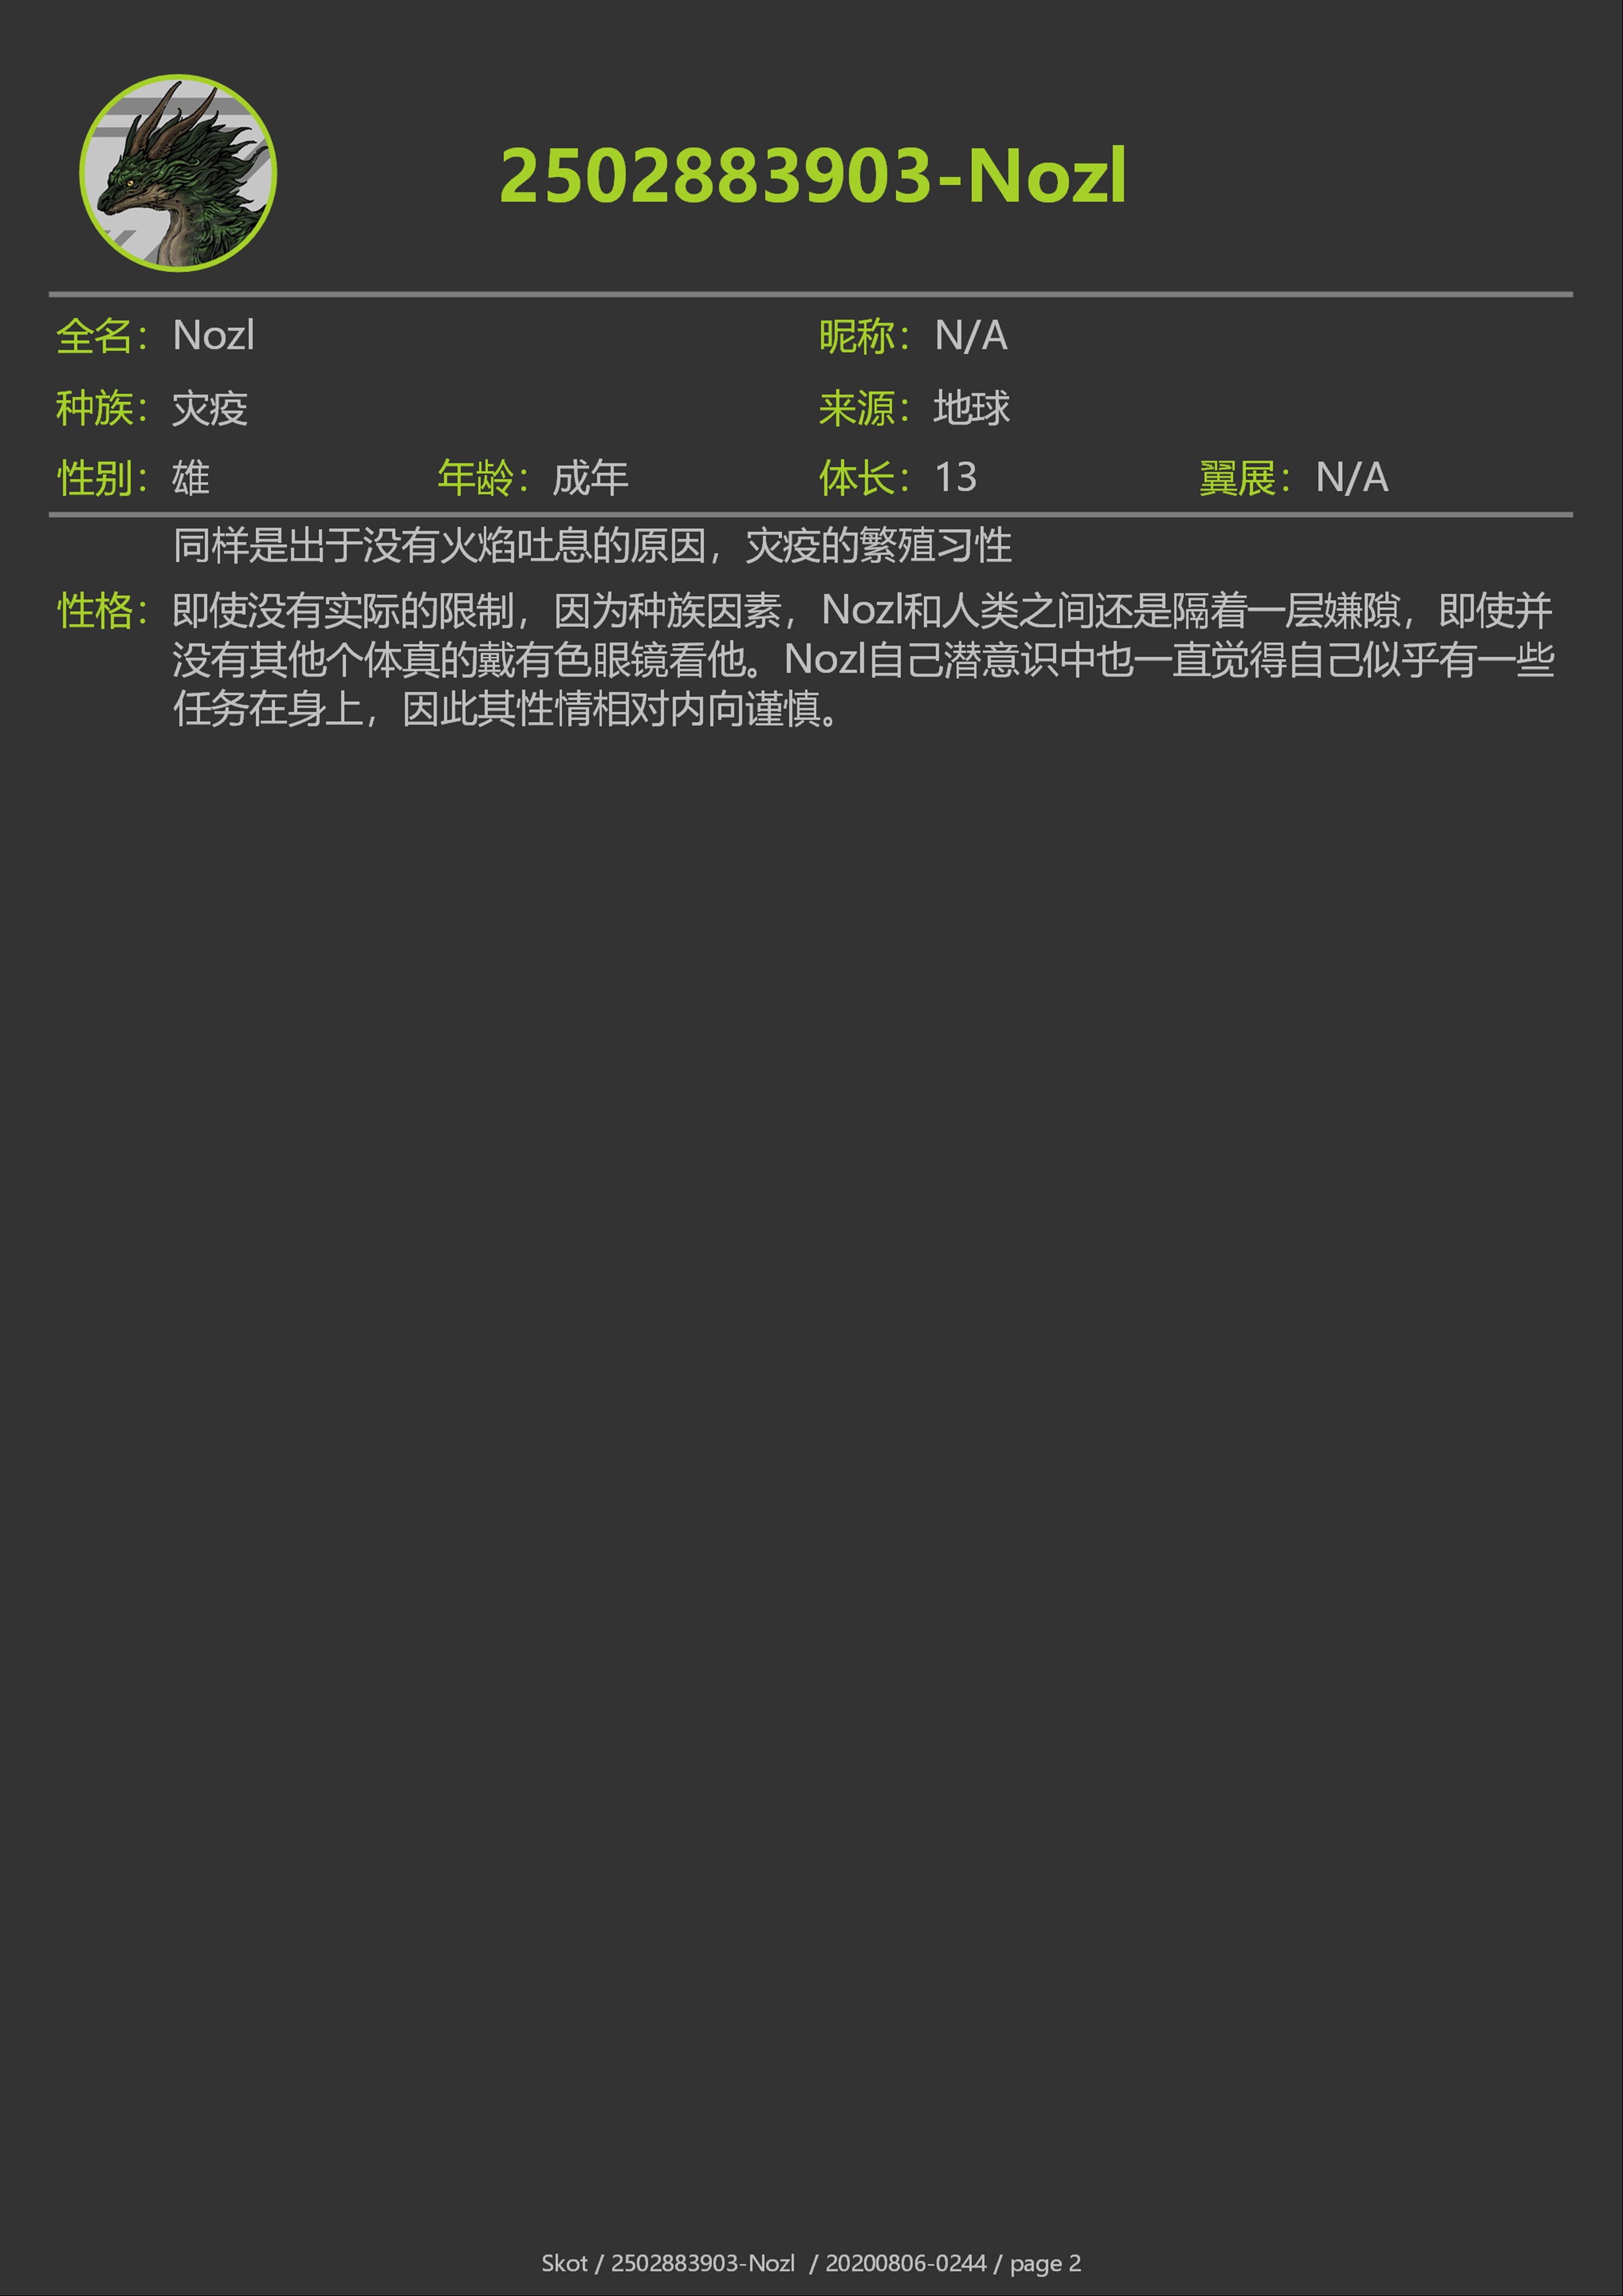 2502883903-Nozl
全名： Nozl 昵称： N/A
种族： 灾疫 来源： 地球
性别： 雄 年龄： 成年 体长： 13 翼展： N/A
同样是出于没有火焰吐息的原因，灾疫的繁殖习性
性格： 即使没有实际的限制，因为种族因素，Nozl和人类之间还是隔着一层嫌隙，即使并
没有其他个体真的戴有色眼镜看他。Nozl自己潜意识中也一直觉得自己似乎有一些
任务在身上，因此其性情相对内向谨慎。
Skot / 2502883903-Nozl / 20200806-0244 / page 2